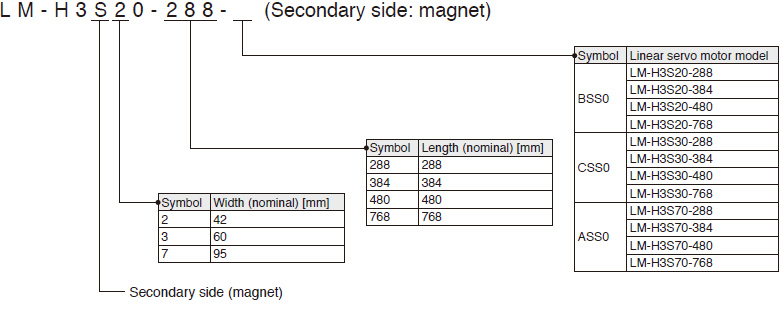 LM-H3S20-288-__ (Secondary side: magnet)
Symbol Linear servo motor model
BSS0
LM-H3S20-288
LM-H3S20-384
LM-H3S20-480
LM-H3S20-768
CSS0
LM-H3S30-288
LM-H3S30-384
LM-H3S30-480
LM-H3S30-768
ASS0
LM-H3S70-288
LM-H3S70-384
LM-H3S70-480
LM-H3S70-768
Symbol Length (nominal) [mm]
288 288
384 384
480 480
768 768
Symbol Width (nominal) [mm]
2 42
3 60
7 95
Secondary side (magnet)